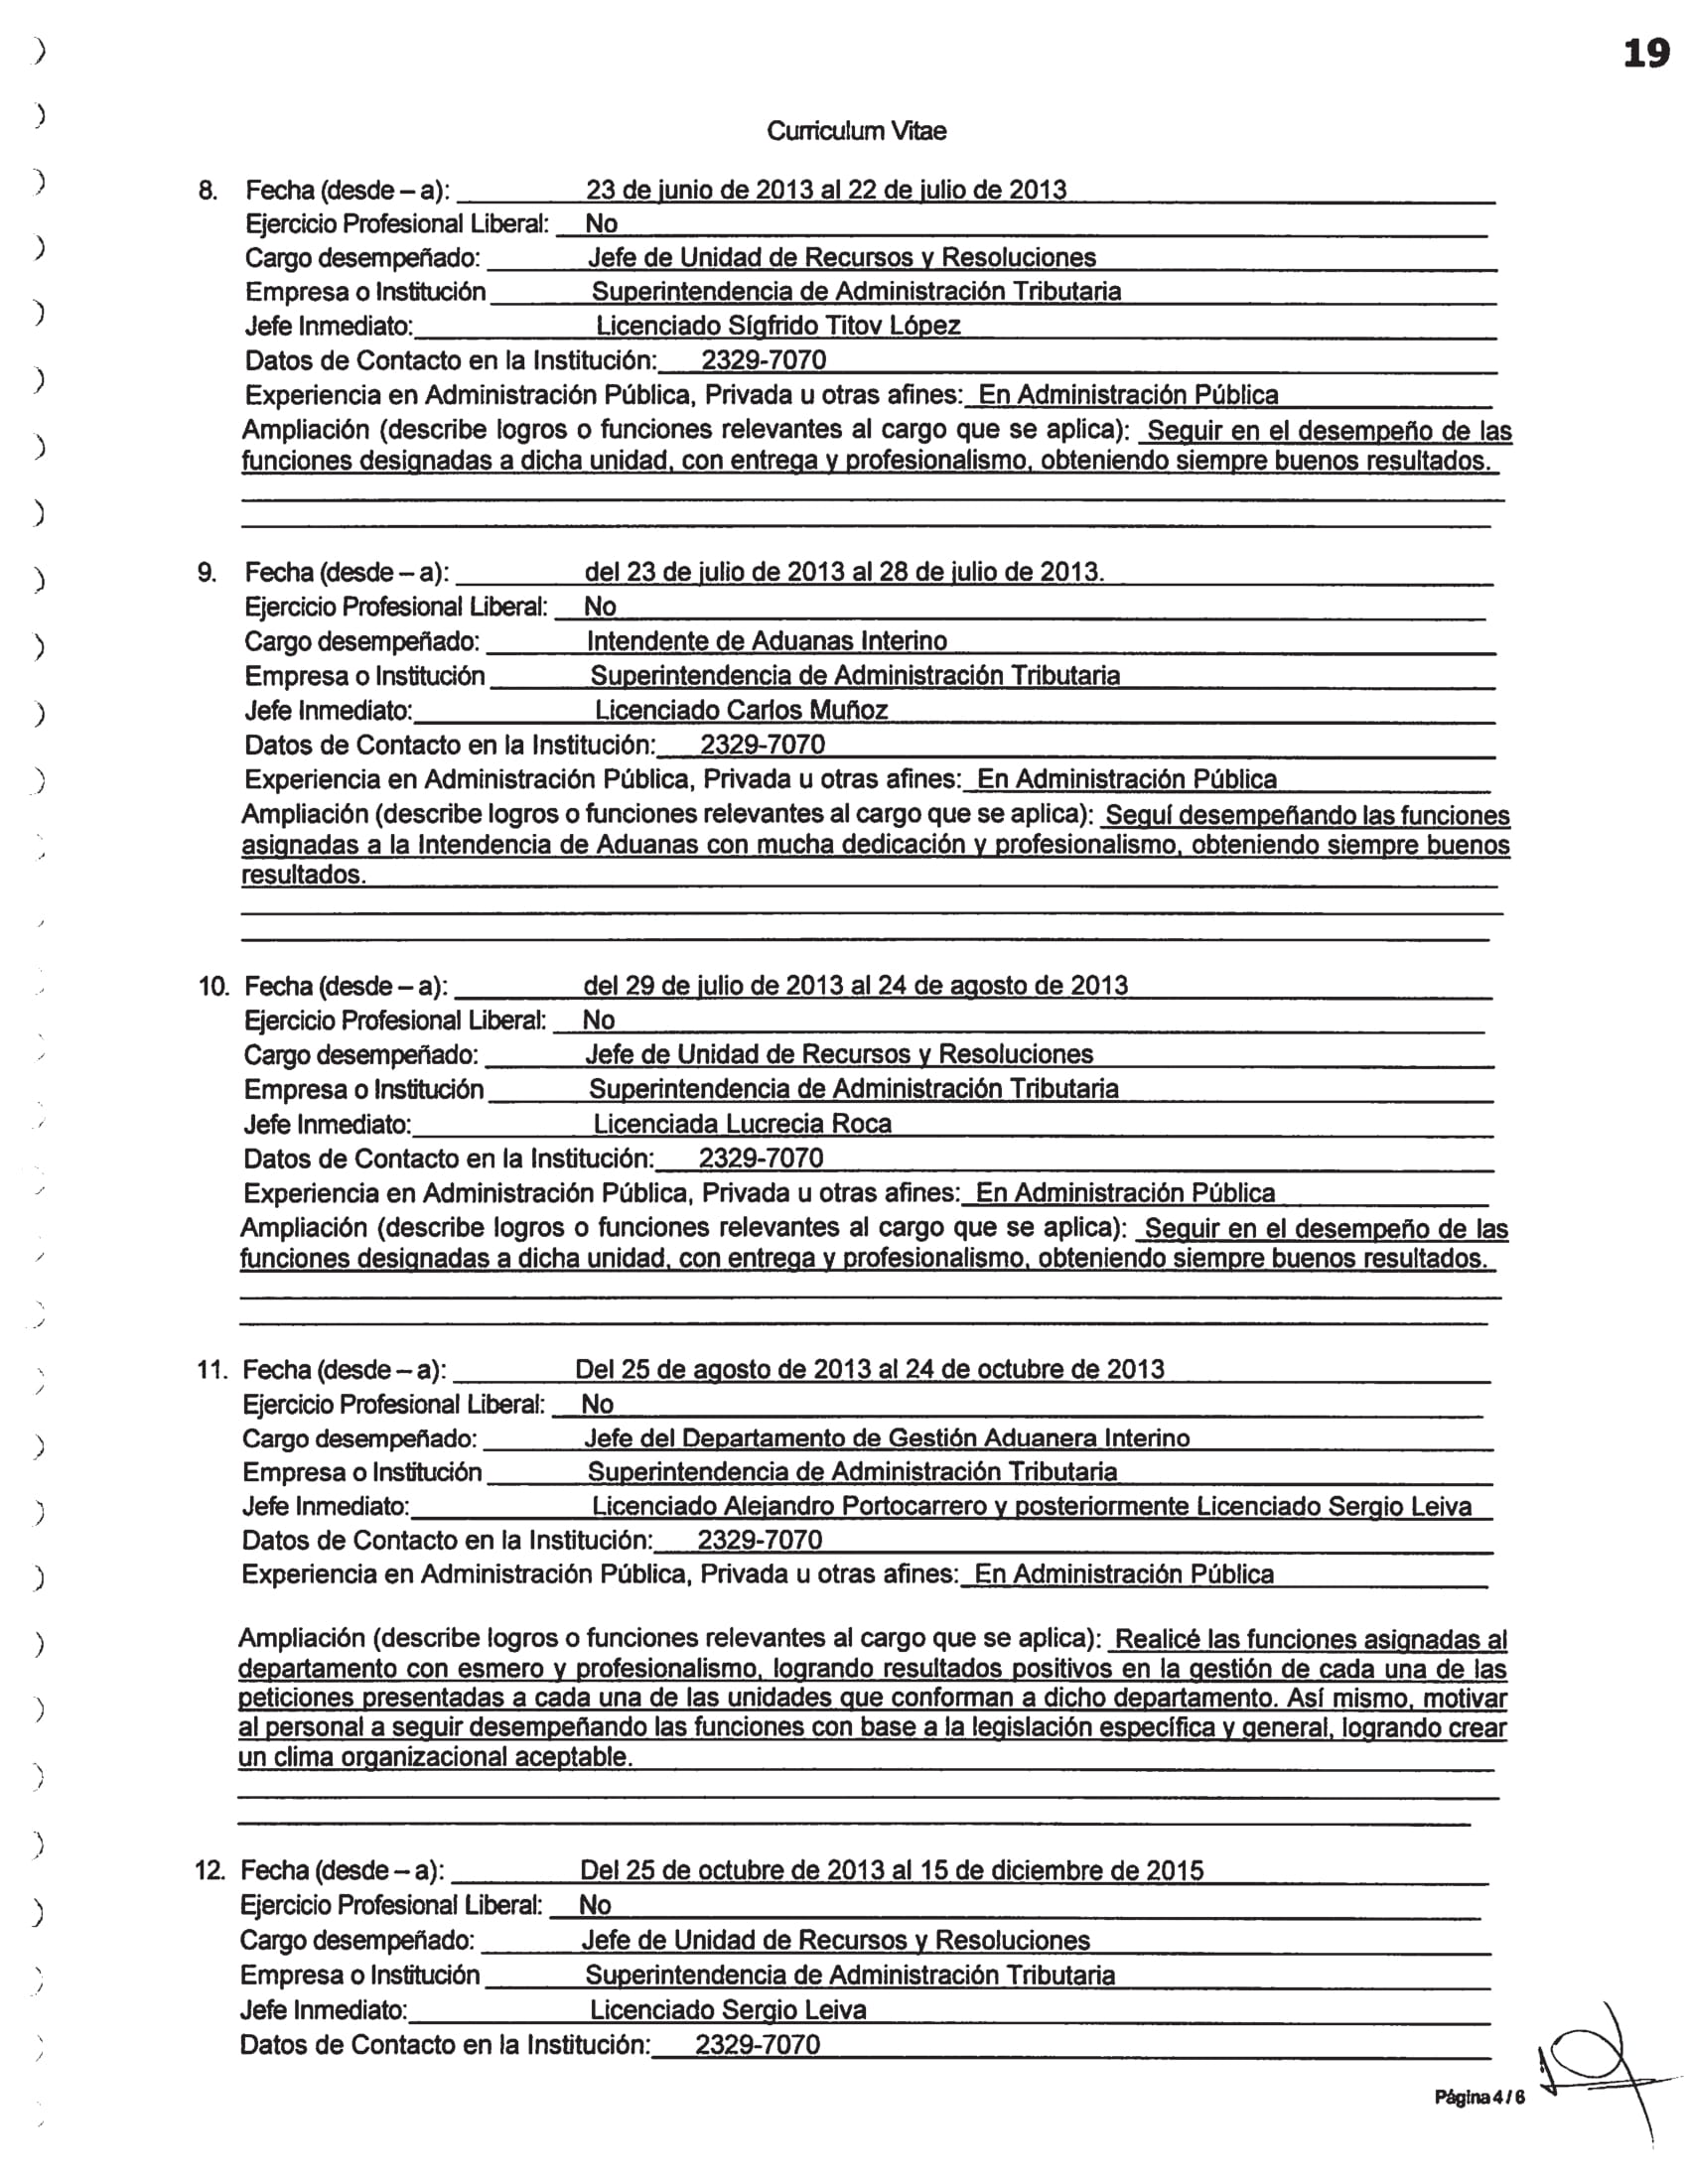 19
Curriculum Vitae
8. Fecha (desde – a): 23 de junio de 2013 al 22 de julio de 2013
Ejercicio Profesional Liberal: No
Cargo desempeñado: Jefe de Unidad de Recursos y Resoluciones
Empresa o Institución Superintendencia de Administración Tributaria
Jefe Inmediato: Licenciado Sígfrido Titov López
Datos de Contacto en la Institución: 2329-7070
Experiencia en Administración Pública, Privada u otras afines: En Administración Pública
Ampliación (describe logros o funciones relevantes al cargo que se aplica): Seguir en el desempeño de las
funciones designadas a dicha unidad, con entrega y profesionalismo, obteniendo siempre buenos resultados.
9. Fecha (desde – a): del 23 de julio de 2013 al 28 de julio de 2013.
Ejercicio Profesional Liberal: No
Cargo desempeñado: Intendente de Aduanas Interino
Empresa o Institución Superintendencia de Administración Tributaria
Jefe Inmediato: Licenciado Carlos Muñoz
Datos de Contacto en la Institución: 2329-7070
Experiencia en Administración Pública, Privada u otras afines: En Administración Pública
Ampliación (describe logros o funciones relevantes al cargo que se aplica): Seguí desempeñando las funciones
asignadas a la Intendencia de Aduanas con mucha dedicación y profesionalismo, obteniendo siempre buenos
resultados.
10. Fecha (desde – a): del 29 de julio de 2013 al 24 de agosto de 2013
Ejercicio Profesional Liberal: No
Cargo desempeñado: Jefe de Unidad de Recursos y Resoluciones
Empresa o Institución Superintendencia de Administración Tributaria
Jefe Inmediato: Licenciada Lucrecia Roca
Datos de Contacto en la Institución: 2329-7070
Experiencia en Administración Pública, Privada u otras afines: En Administración Pública
Ampliación (describe logros o funciones relevantes al cargo que se aplica): Seguir en el desempeño de las
funciones designadas a dicha unidad, con entrega y profesionalismo, obteniendo siempre buenos resultados.
11. Fecha (desde – a): Del 25 de agosto de 2013 al 24 de octubre de 2013
Ejercicio Profesional Liberal: No
Cargo desempeñado: Jefe del Departamento de Gestión Aduanera Interino
Empresa o Institución Superintendencia de Administración Tributaria
Jefe Inmediato: Licenciado Alejandro Portocarrero y posteriormente Licenciado Sergio Leiva
Datos de Contacto en la Institución: 2329-7070
Experiencia en Administración Pública, Privada u otras afines: En Administración Pública
Ampliación (describe logros o funciones relevantes al cargo que se aplica): Realicé las funciones asignadas al
departamento con esmero y profesionalismo, logrando resultados positivos en la gestión de cada una de las
peticiones presentadas a cada una de las unidades que conforman a dicho departamento. Así mismo, motivar
al personal a seguir desempeñando las funciones con base a la legislación específica y general, logrando crear
un clima organizacional aceptable.
12. Fecha (desde – a): Del 25 de octubre de 2013 al 15 de diciembre de 2015
Ejercicio Profesional Liberal: No
Cargo desempeñado: Jefe de Unidad de Recursos y Resoluciones
Empresa o Institución Superintendencia de Administración Tributaria
Jefe Inmediato: Licenciado Sergio Leiva
Datos de Contacto en la Institución: 2329-7070
Página 4 / 6